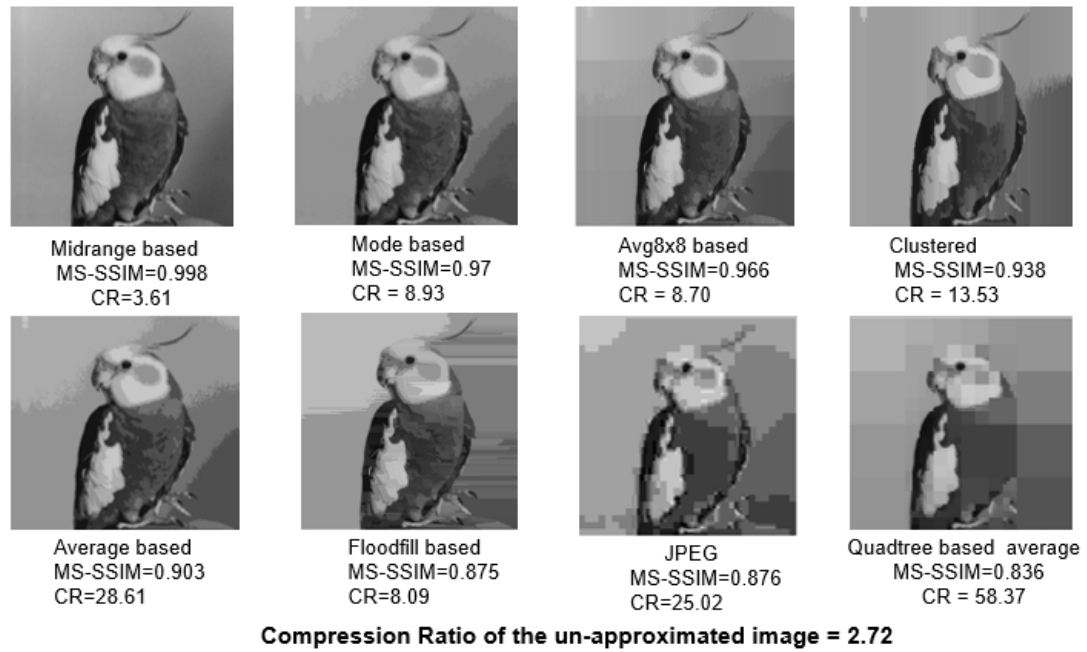 Midrange based
MS-SSIM=0.998
CR=3.61
Mode based
MS-SSIM=0.97
CR = 8.93
Avg8x8 based
MS-SSIM=0.966
CR = 8.70
Clustered
MS-SSIM=0.938
CR = 13.53
Average based
MS-SSIM=0.903
CR=28.61
Floodfill based
MS-SSIM=0.875
CR=8.09
JPEG
MS-SSIM=0.876
CR=25.02
Quadtree based average
MS-SSIM=0.836
CR = 58.37
Compression Ratio of the un-approximated image = 2.72